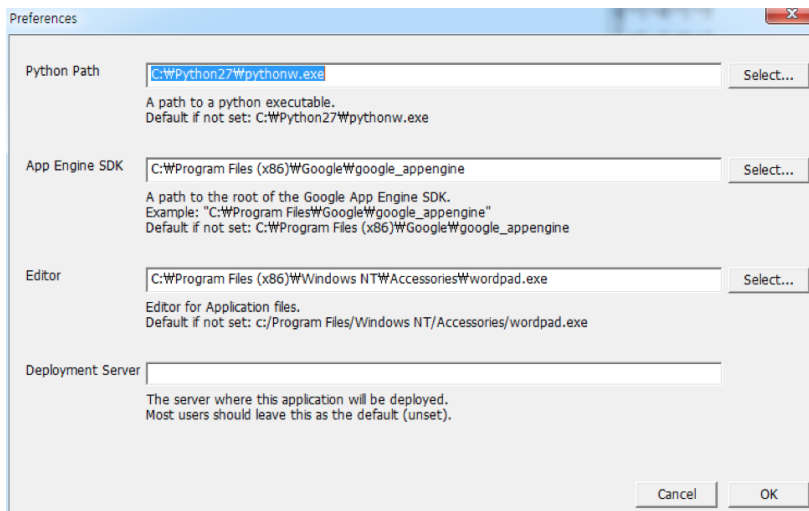 Preferences
Python Path
C:₩Python27₩pythonw.exe
Select...
A path to a python executable.
Default if not set: C:₩Python27₩pythonw.exe
App Engine SDK
C:₩Program Files (x86)₩Google₩google_appengine
Select...
A path to the root of the Google App Engine SDK.
Example: "C:₩Program Files₩Google₩google_appengine"
Default if not set: C:₩Program Files (x86)₩Google₩google_appengine
Editor
C:₩Program Files (x86)₩Windows NT₩Accessories₩wordpad.exe
Select...
Editor for Application files.
Default if not set: c:/Program Files/Windows NT/Accessories/wordpad.exe
Deployment Server
The server where this application will be deployed.
Most users should leave this as the default (unset).
Cancel
OK